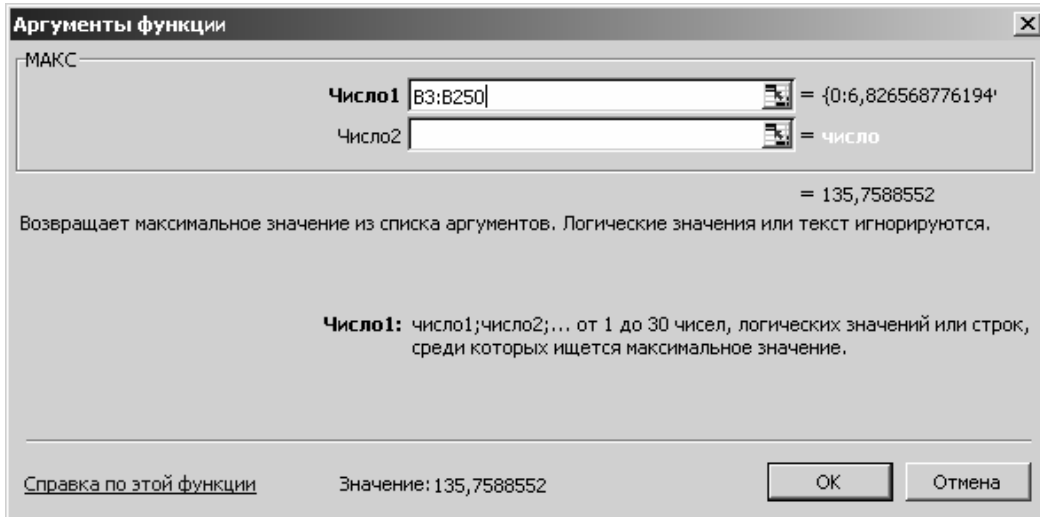 Аргументы функции
МАКС
Число1 B3:B250 = {0:6,826568776194
Число2 = число
= 135,7588552
Возвращает максимальное значение из списка аргументов. Логические значения или текст игнорируются.
Число1: число1;число2;... от 1 до 30 чисел, логических значений или строк,
среди которых ищется максимальное значение.
Справка по этой функции Значение:135,7588552 OK Отмена